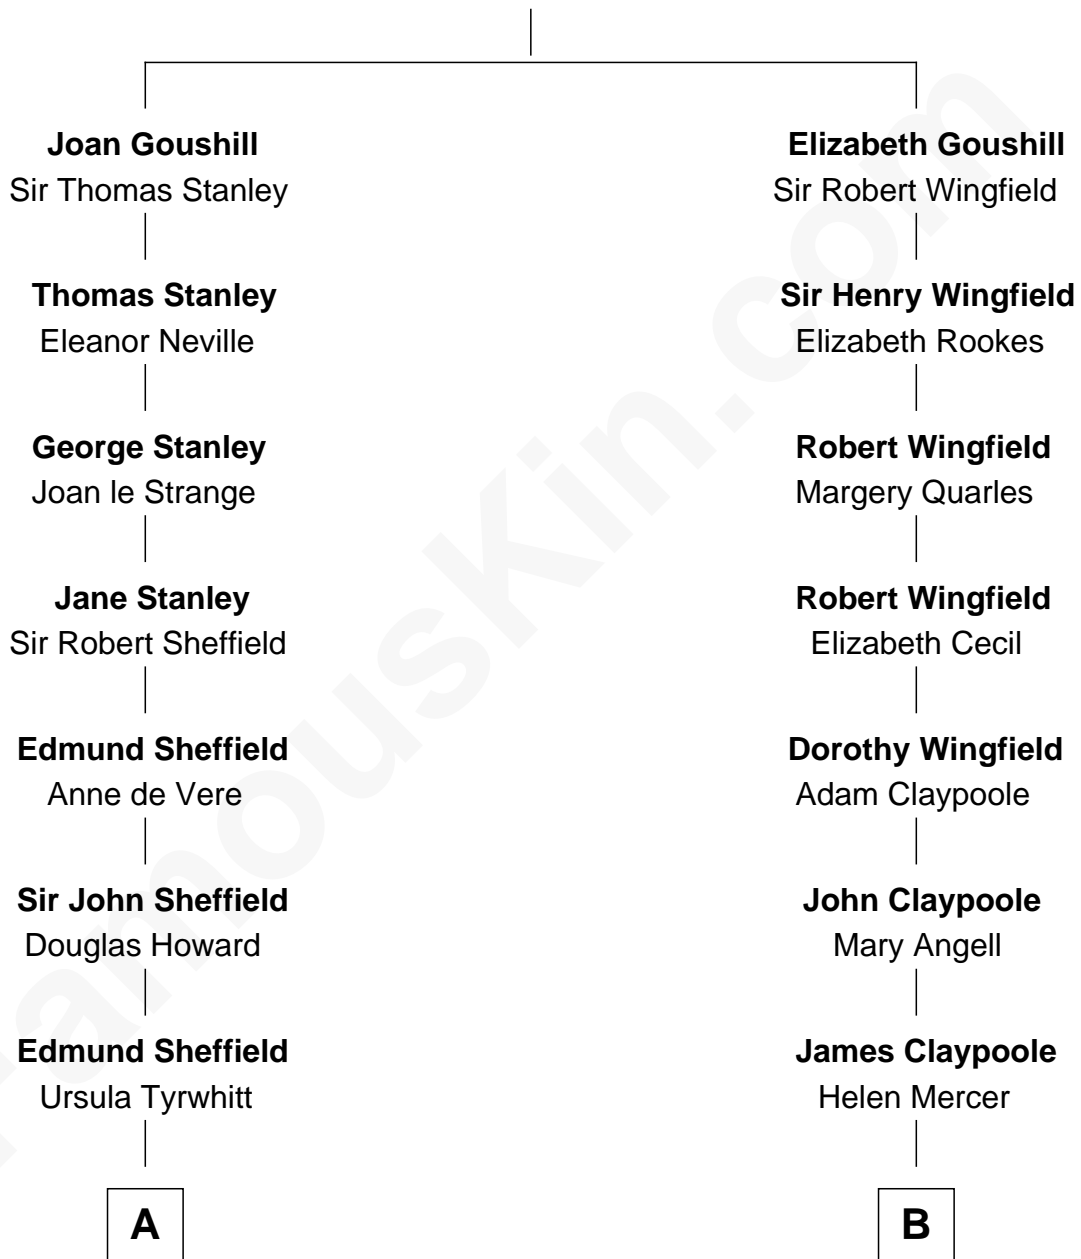 Joan Goushill
Sir Thomas Stanley
Thomas Stanley
Eleanor Neville
George Stanley
Joan le Strange
Jane Stanley
Sir Robert Sheffield
Edmund Sheffield
Anne de Vere
Sir John Sheffield
Douglas Howard
Edmund Sheffield
Ursula Tyrwhitt
A
Elizabeth Goushill
Sir Robert Wingfield
Sir Henry Wingfield
Elizabeth Rookes
Robert Wingfield
Margery Quarles
Robert Wingfield
Elizabeth Cecil
Dorothy Wingfield
Adam Claypoole
John Claypoole
Mary Angell
James Claypoole
Helen Mercer
B
FamousKin.com